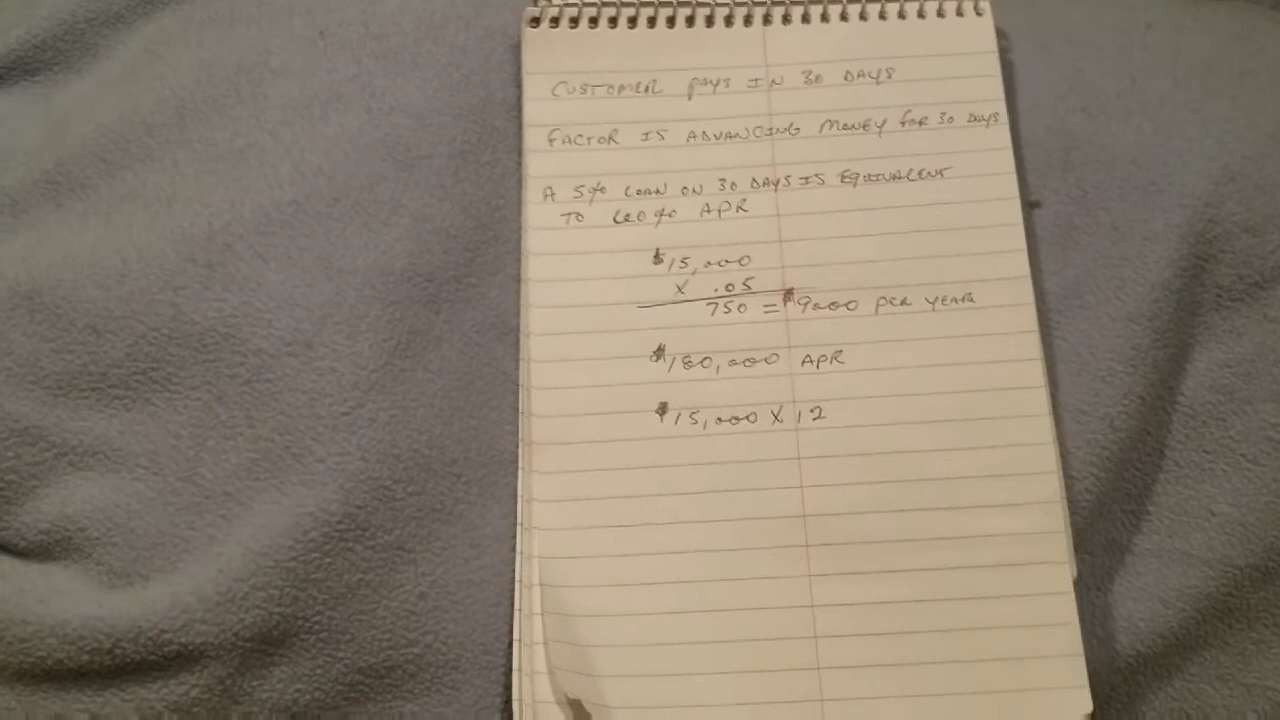 CUSTOMER PAYS IN 30 DAYS
FACTOR IS ADVANCING MONEY FOR 30 DAYS
A 5% LOAN ON 30 DAYS IS EQUIVALENT
TO 60% APR
$15,000
X .05
750 = $9000 PER YEAR
$180,000 APR
$15,000 X 12